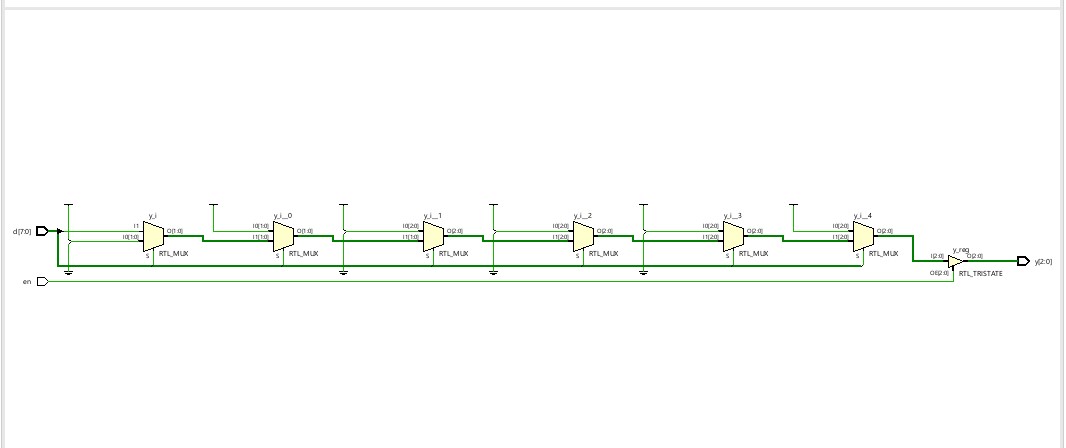 y_i
y_i__0
y_i__1
y_i__2
y_i__3
y_i__4
d[7:0]
I1
I0[1:0]
O[1:0]
S
RTL_MUX
I0[1:0]
I1[1:0]
O[1:0]
S
RTL_MUX
I0[2:0]
I1[2:0]
O[2:0]
S
RTL_MUX
I0[2:0]
I1[2:0]
O[2:0]
S
RTL_MUX
I0[2:0]
I1[2:0]
O[2:0]
S
RTL_MUX
I0[2:0]
I1[2:0]
O[2:0]
S
RTL_MUX
y_reg
I[2:0]
O[2:0]
OE[2:0]
RTL_TRISTATE
y[2:0]
en